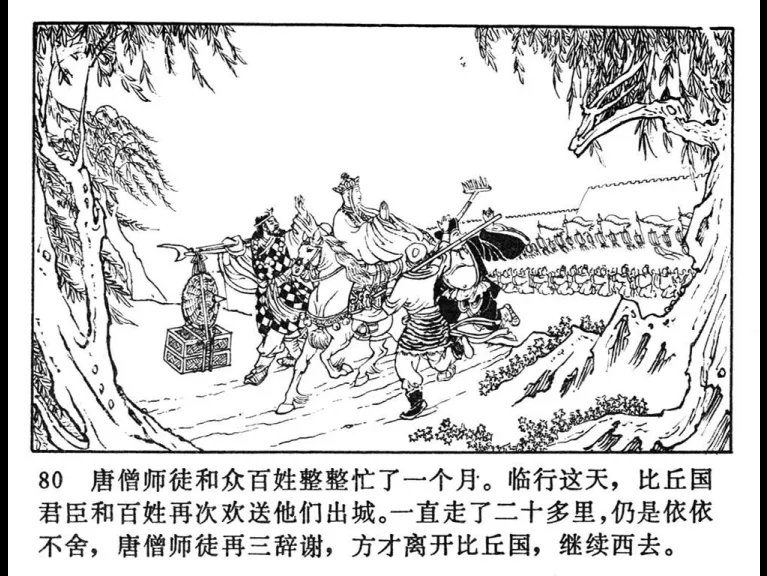 80 唐僧师徒和众百姓整整忙了一个月。临行这天，比丘国
君臣和百姓再次欢送他们出城。一直走了二十多里，仍是依依
不舍，唐僧师徒再三辞谢，方才离开比丘国，继续西去。